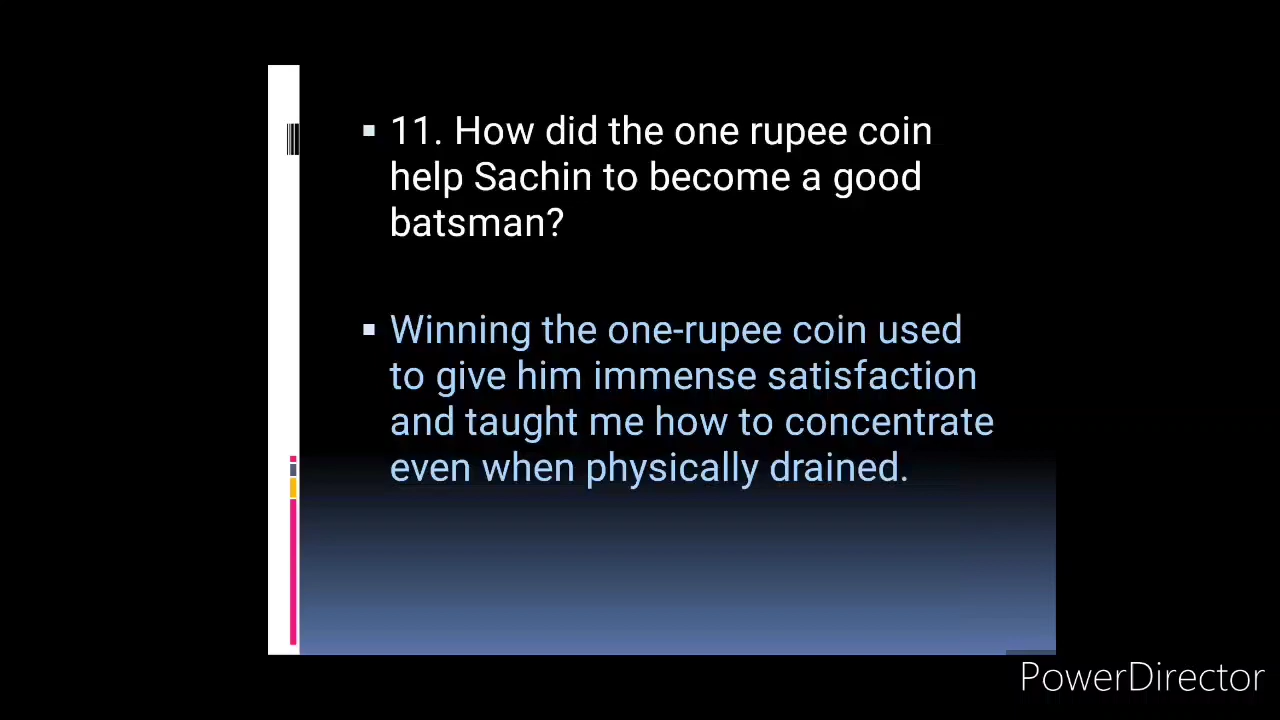 ▪ 11. How did the one rupee coin
help Sachin to become a good
batsman?
▪ Winning the one-rupee coin used
to give him immense satisfaction
and taught me how to concentrate
even when physically drained.
PowerDirector